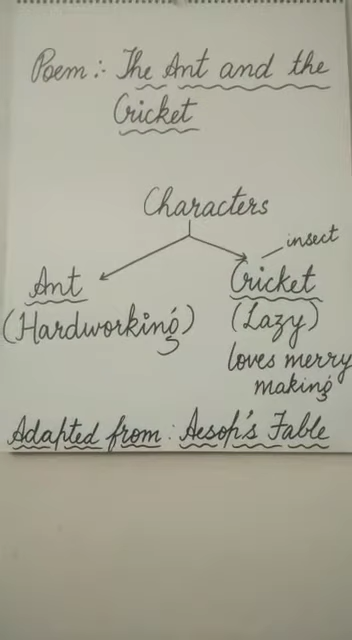 Poem :- The Ant and the
Cricket
Characters
insect
Ant
Cricket
(Hardworking)
(Lazy)
loves merry
making
Adapted from : Aesop's Fable